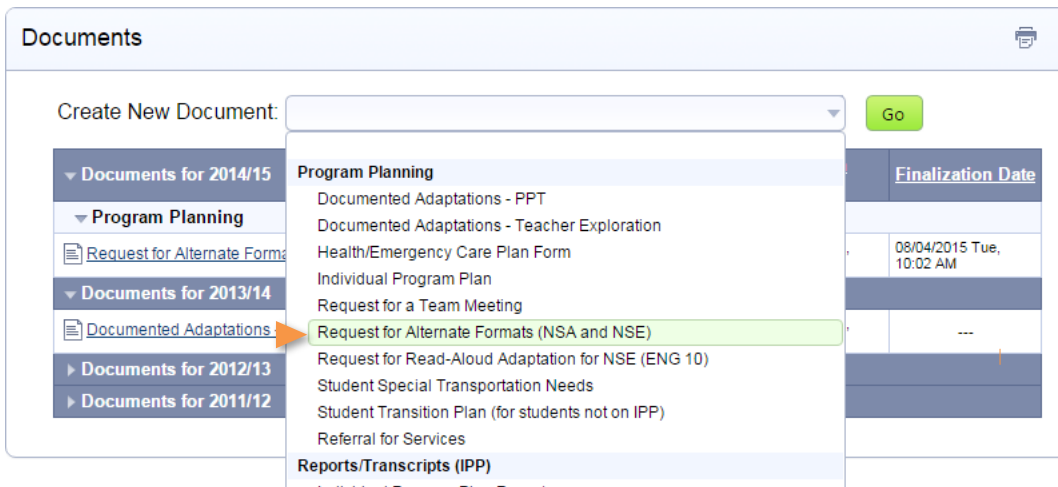 Documents
Create New Document:
Go
Documents for 2014/15
Finalization Date
Program Planning
Request for Alternate Forma
08/04/2015 Tue,
10:02 AM
Documents for 2013/14
Documented Adaptations -
---
Documents for 2012/13
Documents for 2011/12
Program Planning
Documented Adaptations - PPT
Documented Adaptations - Teacher Exploration
Health/Emergency Care Plan Form
Individual Program Plan
Request for a Team Meeting
Request for Alternate Formats (NSA and NSE)
Request for Read-Aloud Adaptation for NSE (ENG 10)
Student Special Transportation Needs
Student Transition Plan (for students not on IPP)
Referral for Services
Reports/Transcripts (IPP)